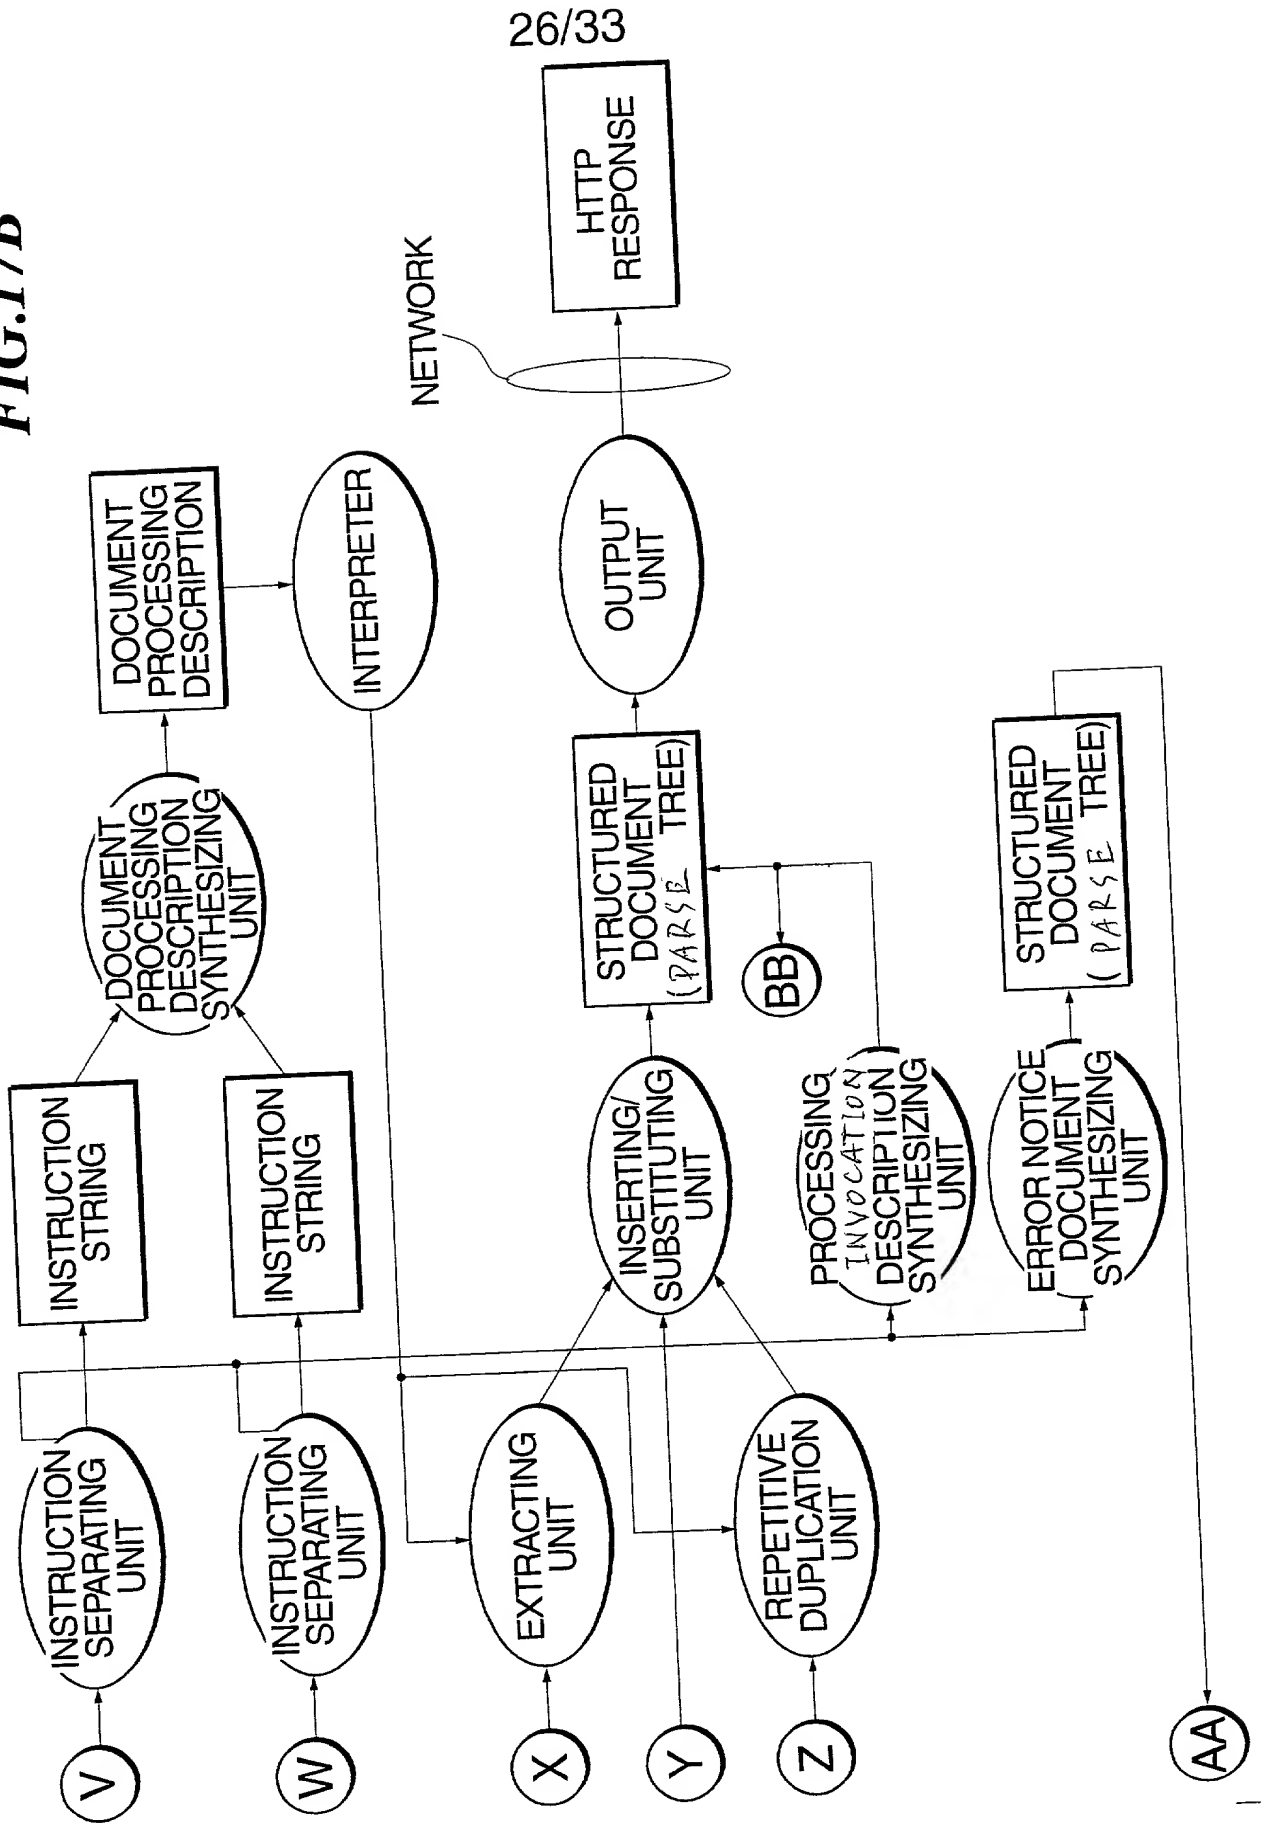 26/33
FIG.17B
V
INSTRUCTION
SEPARATING
UNIT
INSTRUCTION
STRING
DOCUMENT
PROCESSING
DESCRIPTION
SYNTHESIZING
UNIT
DOCUMENT
PROCESSING
DESCRIPTION
W
INSTRUCTION
SEPARATING
UNIT
INSTRUCTION
STRING
INTERPRETER
NETWORK
X
EXTRACTING
UNIT
Y
INSERTING/
SUBSTITUTING
UNIT
STRUCTURED
DOCUMENT
(PARSE TREE)
OUTPUT
UNIT
HTTP
RESPONSE
Z
REPETITIVE
DUPLICATION
UNIT
BB
PROCESSING
INVOCATION
DESCRIPTION
SYNTHESIZING
UNIT
ERROR NOTICE
DOCUMENT
SYNTHESIZING
UNIT
STRUCTURED
DOCUMENT
(PARSE TREE)
AA